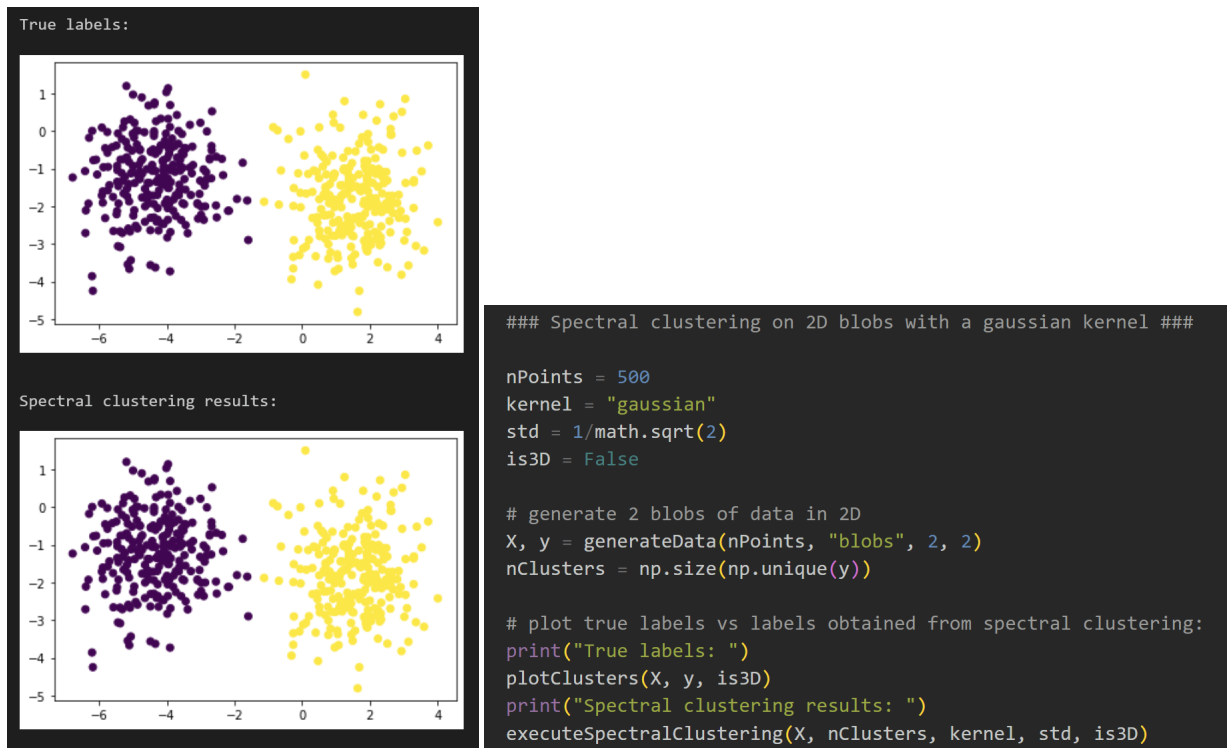 True labels:
1
0
−1
−2
−3
−4
−5
−6 −4 −2 0 2 4
Spectral clustering results:
1
0
−1
−2
−3
−4
−5
−6 −4 −2 0 2 4
### Spectral clustering on 2D blobs with a gaussian kernel ###
nPoints = 500
kernel = "gaussian"
std = 1/math.sqrt(2)
is3D = False
# generate 2 blobs of data in 2D
X, y = generateData(nPoints, "blobs", 2, 2)
nClusters = np.size(np.unique(y))
# plot true labels vs labels obtained from spectral clustering:
print("True labels: ")
plotClusters(X, y, is3D)
print("Spectral clustering results: ")
executeSpectralClustering(X, nClusters, kernel, std, is3D)